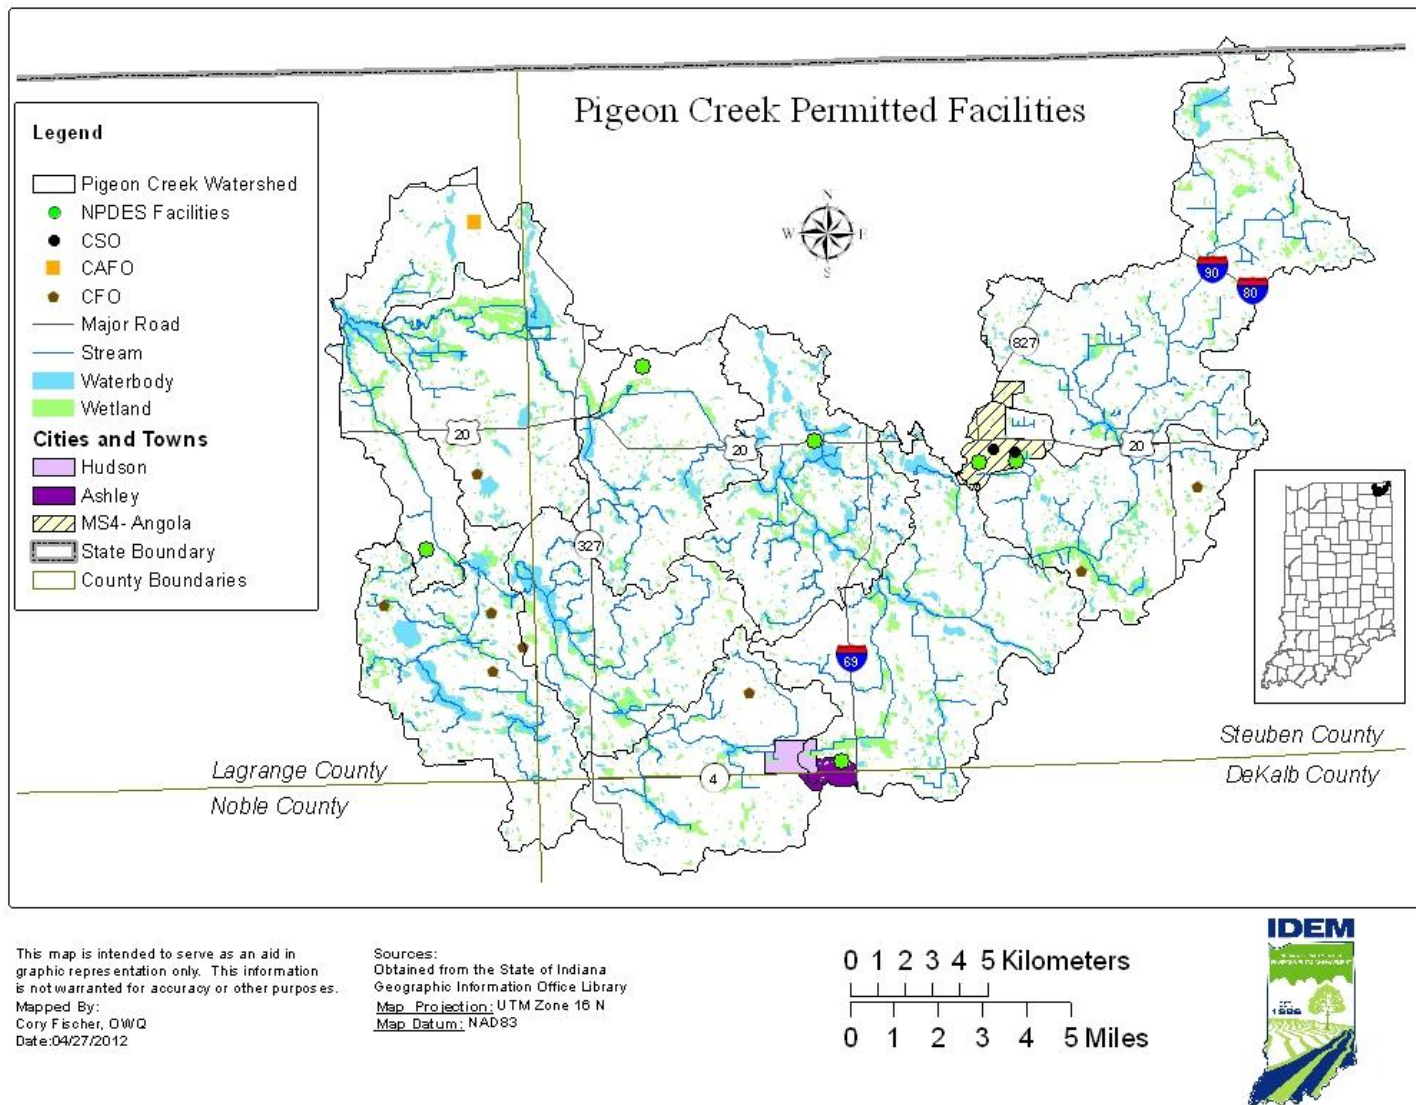 Pigeon Creek Permitted Facilities
Legend
Pigeon Creek Watershed
NPDES Facilities
CSO
CAFO
CFO
Major Road
Stream
Waterbody
Wetland
Cities and Towns
Hudson
Ashley
MS4- Angola
State Boundary
County Boundaries
N
W E
S
90
80
827
20
20
20
327
69
4
Lagrange County
Noble County
Steuben County
DeKalb County
This map is intended to serve as an aid in
graphic representation only. This information
is not warranted for accuracy or other purposes.
Mapped By:
Cory Fischer, OWQ
Date:04/27/2012
Sources:
Obtained from the State of Indiana
Geographic Information Office Library
Map Projection: UTM Zone 16 N
Map Datum: NAD83
0 1 2 3 4 5 Kilometers
0 1 2 3 4 5 Miles
IDEM